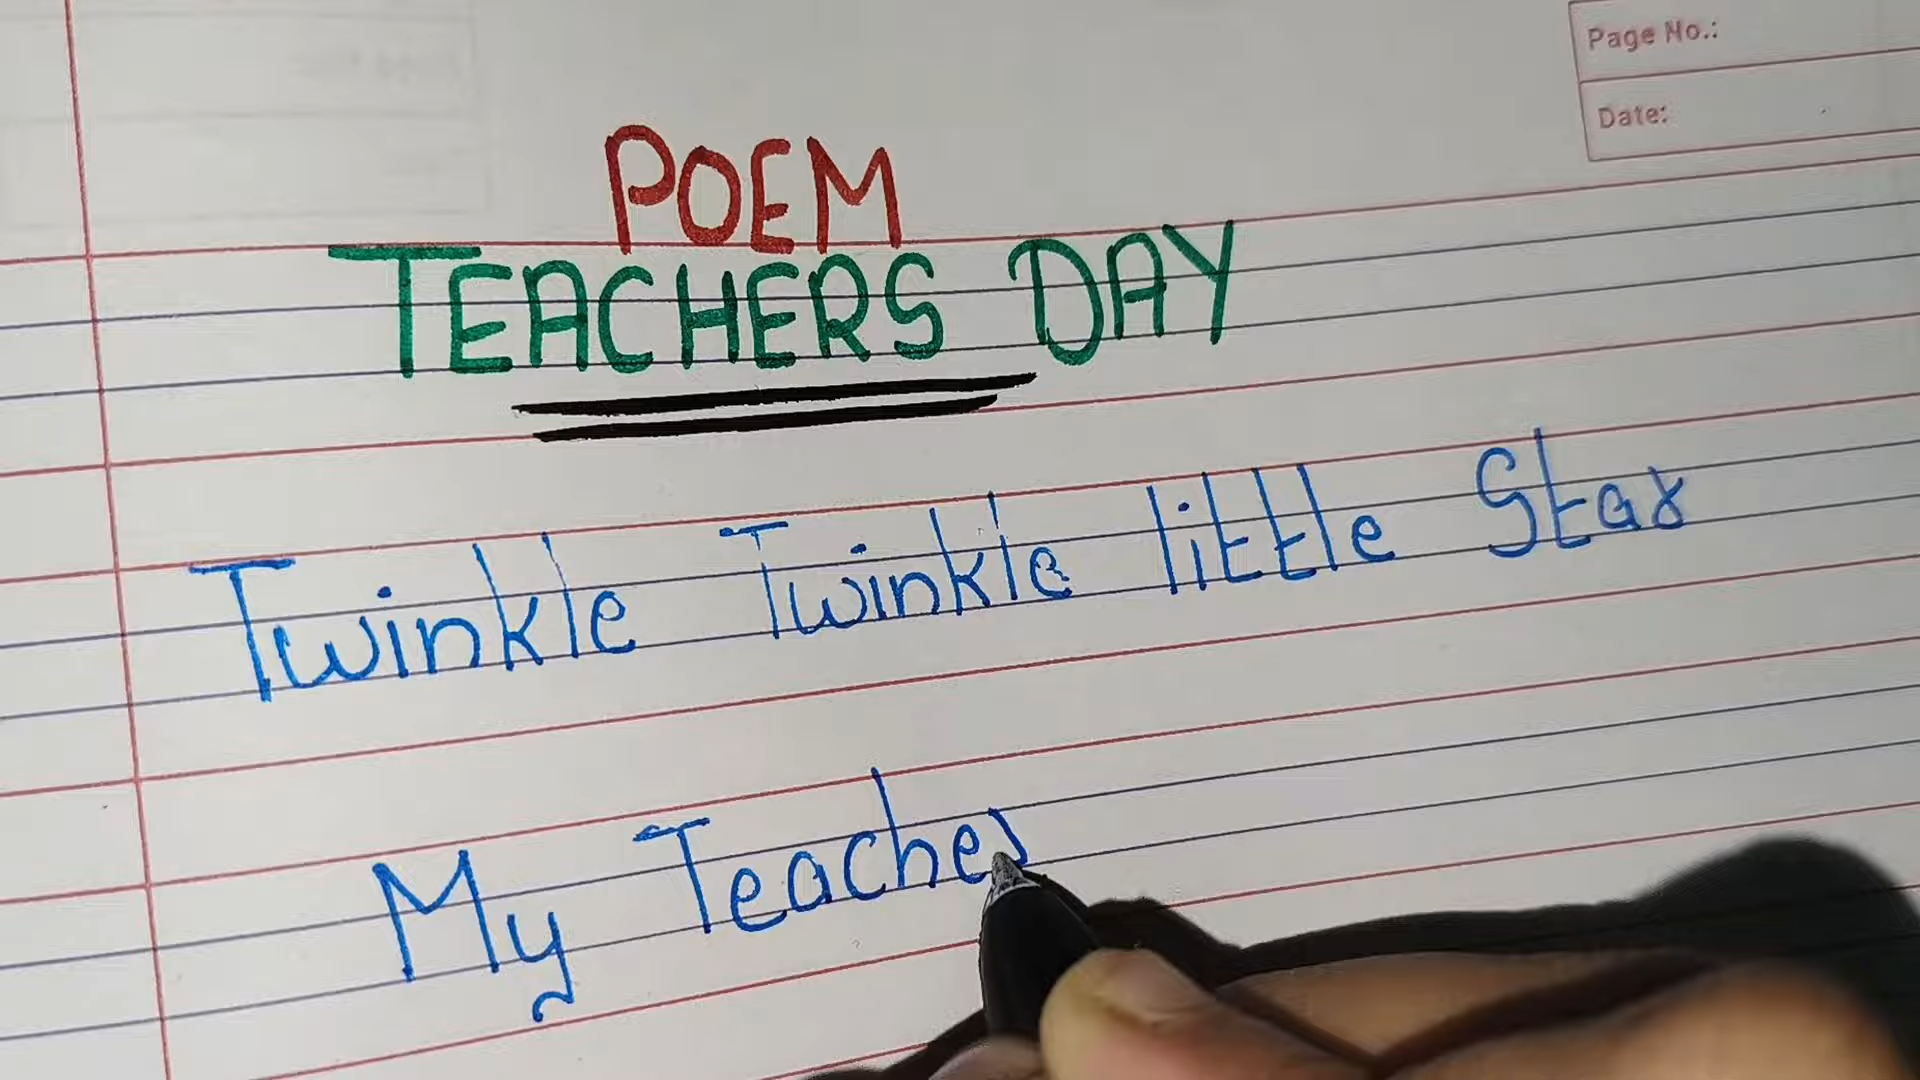 Page No.:
Date:
POEM
TEACHERS DAY
Twinkle Twinkle little Star
My Teacher